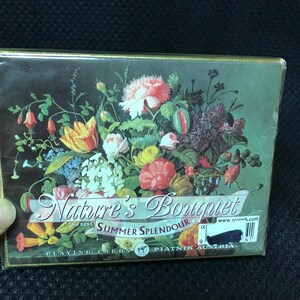 Nature's Bouquet
SUMMER SPLENDOUR
PLAYING CARDS PIATNIK AUSTRIA